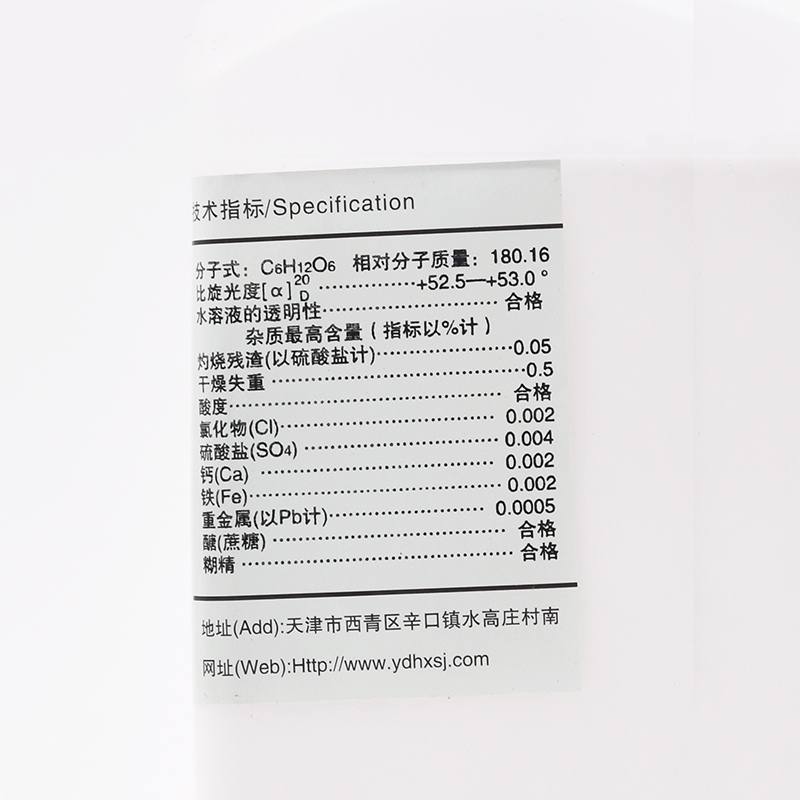 技术指标/Specification
分子式：C6H12O6 相对分子质量：180.16
比旋光度[α]20D ·················+52.5—+53.0°
水溶液的透明性······························合格
杂质最高含量（指标以%计）
灼烧残渣(以硫酸盐计)·······················0.05
干燥失重 ·········································0.5
酸度·············································· 合格
氯化物(Cl)····································· 0.002
硫酸盐(SO4) ································· 0.004
钙(Ca) ········································ 0.002
铁(Fe)·········································· 0.002
重金属(以Pb计)··························· 0.0005
醣(蔗糖) ······································· 合格
糊精 ·············································· 合格
地址(Add):天津市西青区辛口镇水高庄村南
网址(Web):Http://www.ydhxsj.com